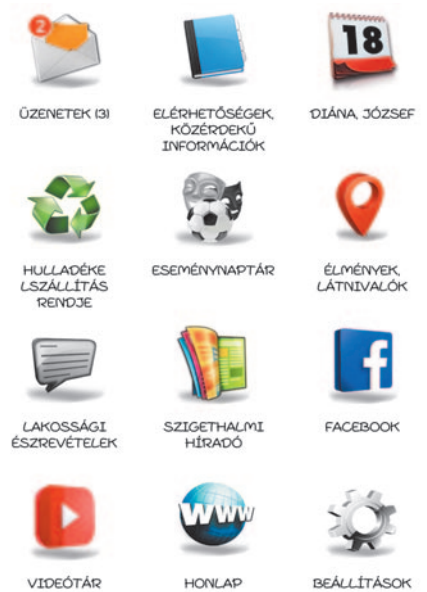 2
18
ÜZENETEK (3)
ELÉRHETŐSÉGEK,
KÖZÉRDEKŰ
INFORMÁCIÓK
DIÁNA, JÓZSEF
HULLADÉKE
LSZÁLLÍTÁS
RENDJE
ESEMÉNYNAPTÁR
ÉLMÉNYEK,
LÁTNIVALÓK
f
LAKOSSÁGI
ÉSZREVÉTELEK
SZIGETHALMI
HÍRADÓ
FACEBOOK
WWW
VIDEÓTÁR
HONLAP
BEÁLLÍTÁSOK